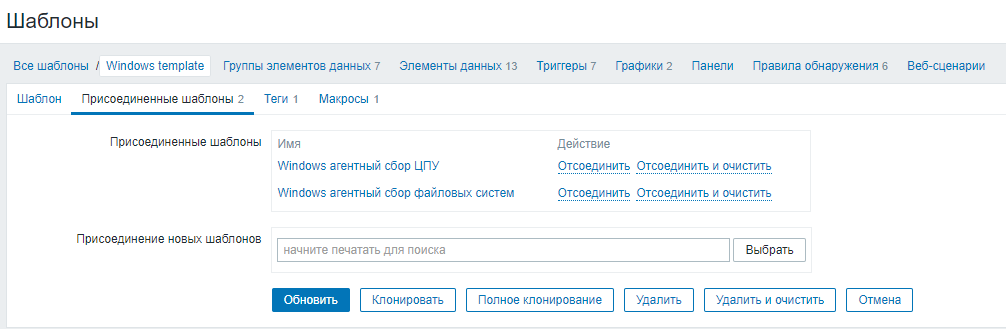 Шаблоны
Все шаблоны / Windows template Группы элементов данных 7 Элементы данных 13 Триггеры 7 Графики 2 Панели Правила обнаружения 6 Веб-сценарии
Шаблон Присоединенные шаблоны 2 Теги 1 Макросы 1
Присоединенные шаблоны Имя Действие
Windows агентный сбор ЦПУ Отсоединить Отсоединить и очистить
Windows агентный сбор файловых систем Отсоединить Отсоединить и очистить
Присоединение новых шаблонов начните печатать для поиска Выбрать
Обновить Клонировать Полное клонирование Удалить Удалить и очистить Отмена